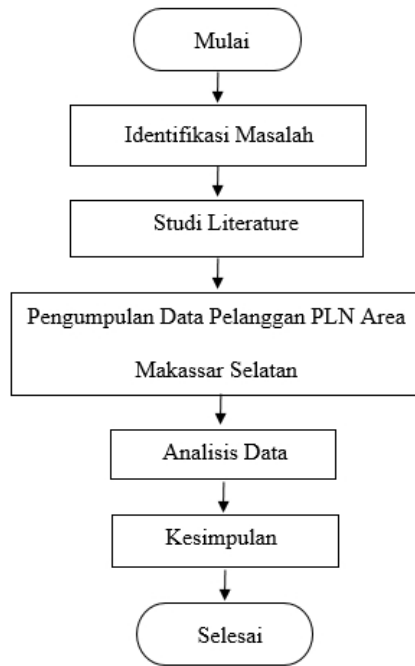 Mulai
Identifikasi Masalah
Studi Literature
Pengumpulan Data Pelanggan PLN Area
Makassar Selatan
Analisis Data
Kesimpulan
Selesai